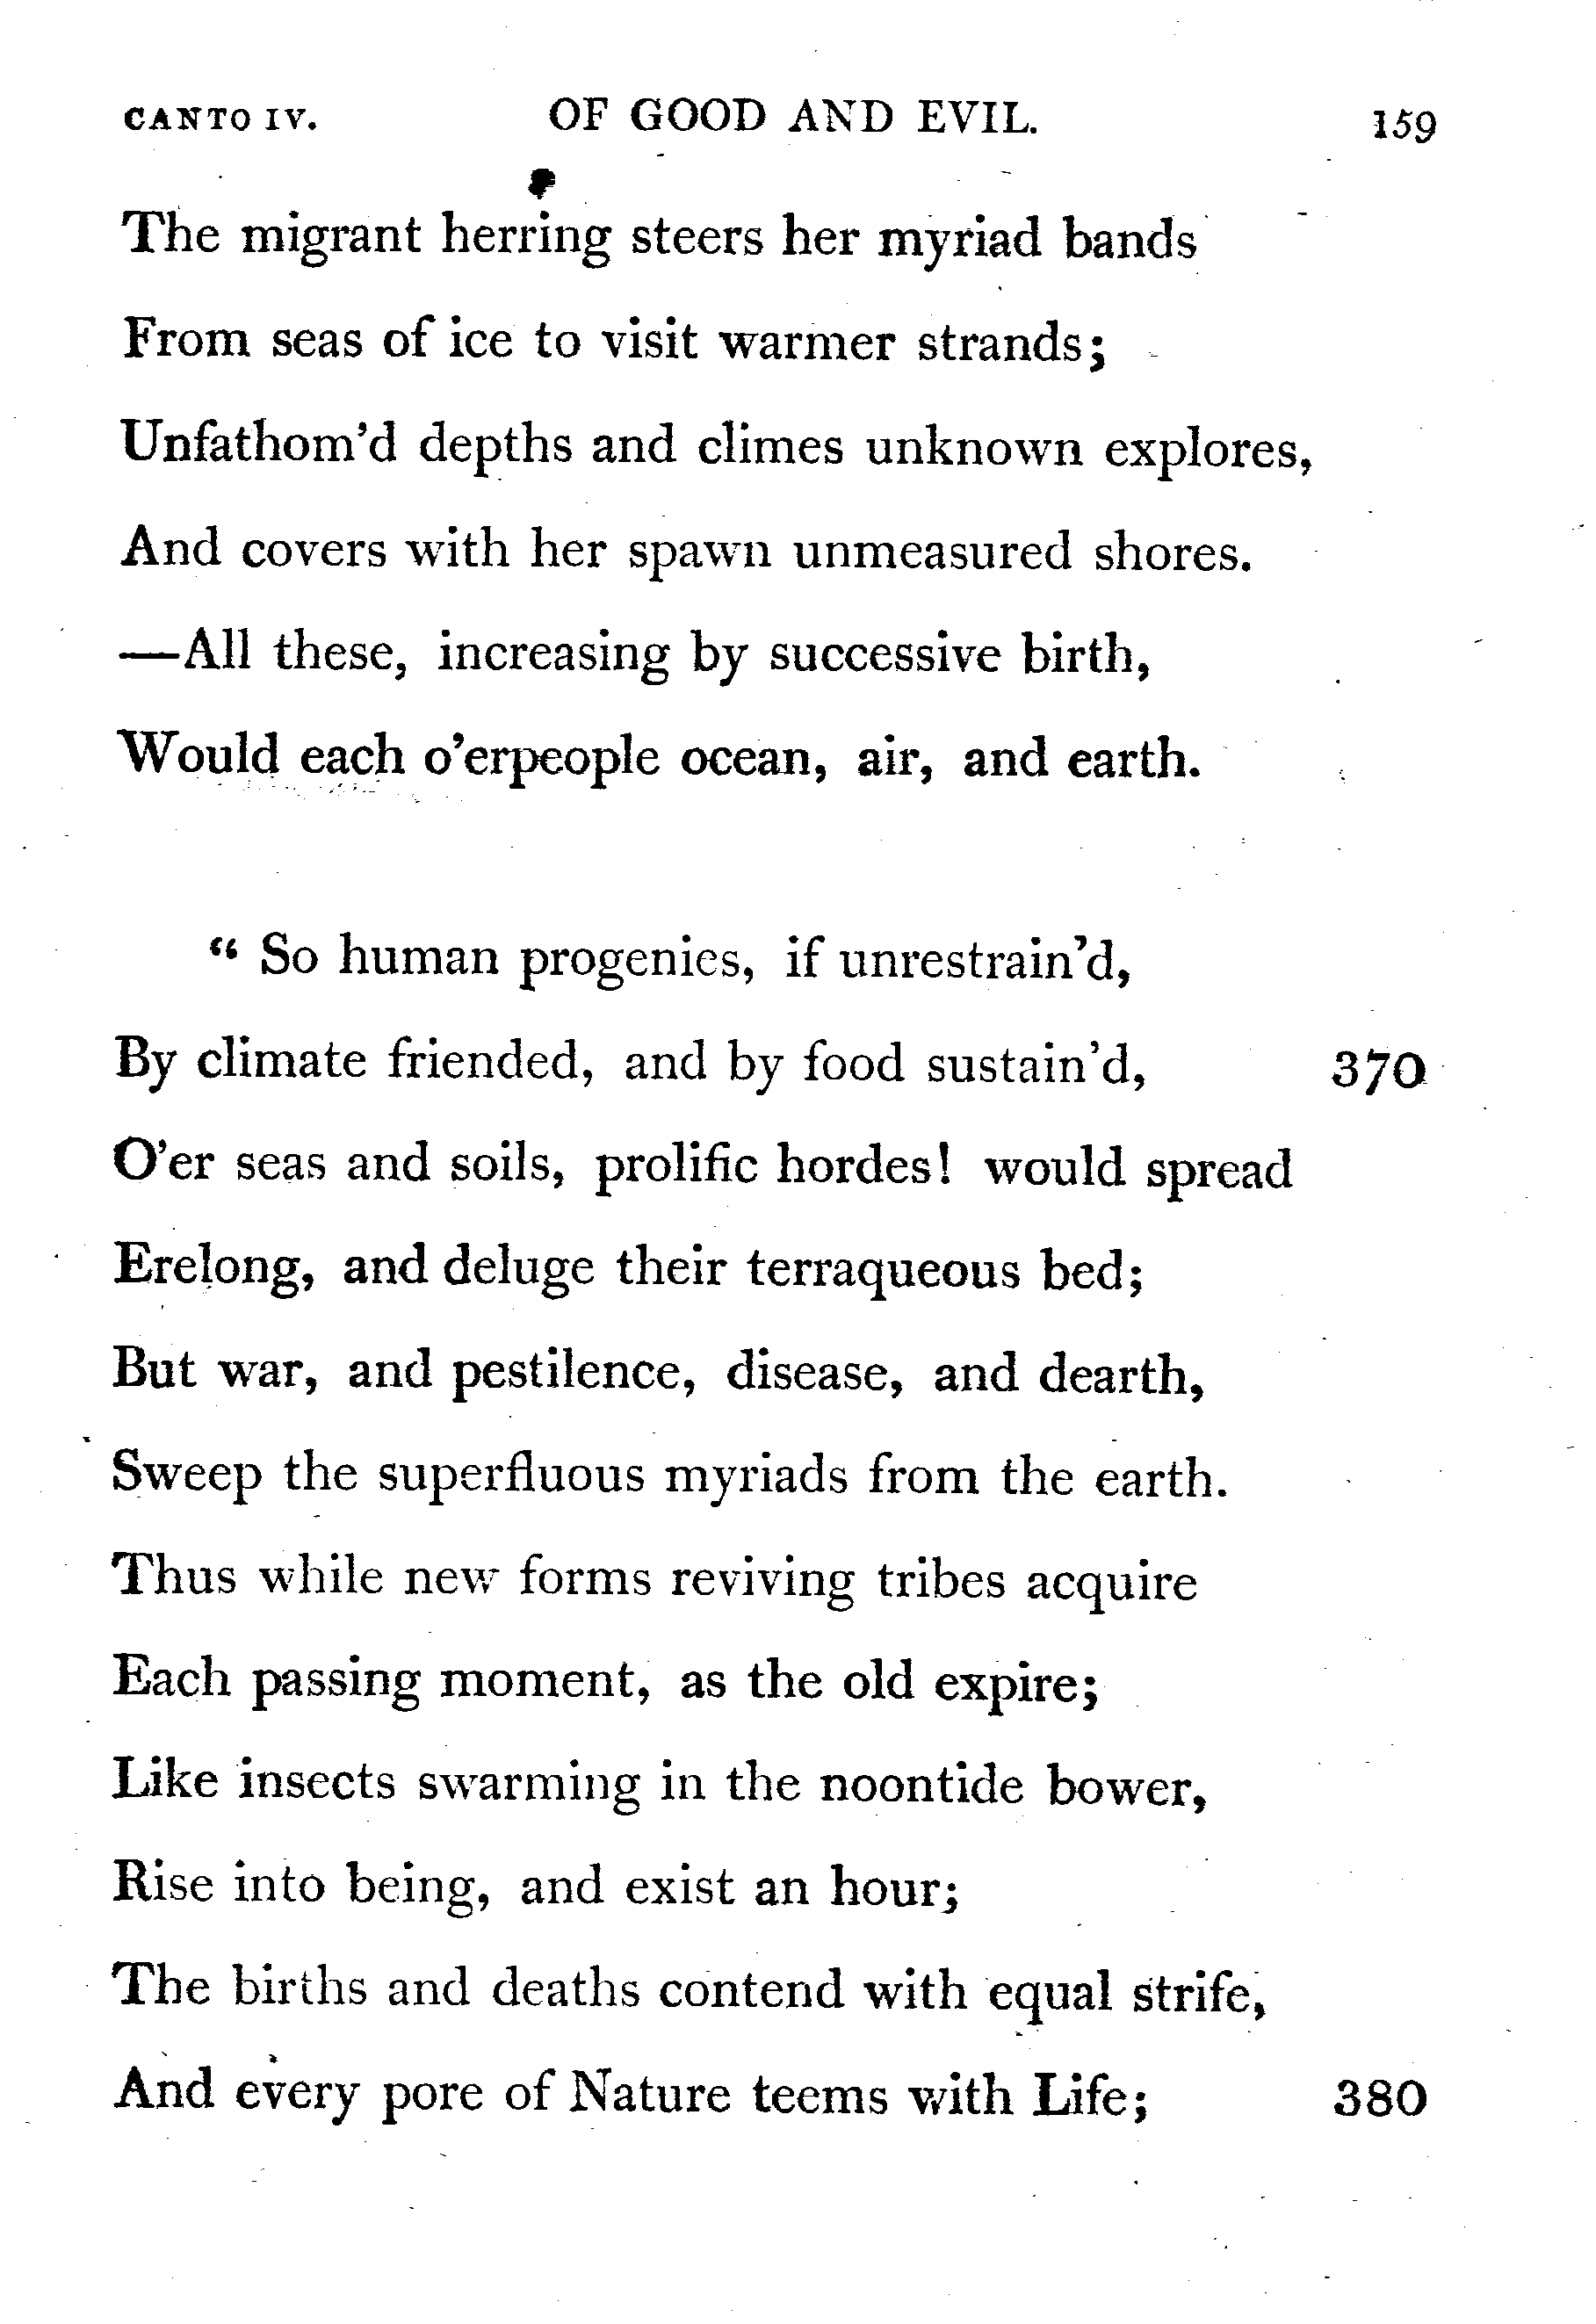 CANTO IV. OF GOOD AND EVIL. 159
The migrant herring steers her myriad bands
From seas of ice to visit warmer strands;
Unfathom'd depths and climes unknown explores,
And covers with her spawn unmeasured shores.
—All these, increasing by successive birth,
Would each o'erpeople ocean, air, and earth.
“ So human progenies, if unrestrain'd,
By climate friended, and by food sustain'd, 370
O'er seas and soils, prolific hordes! would spread
Erelong, and deluge their terraqueous bed;
But war, and pestilence, disease, and dearth,
Sweep the superfluous myriads from the earth.
Thus while new forms reviving tribes acquire
Each passing moment, as the old expire;
Like insects swarming in the noontide bower,
Rise into being, and exist an hour;
The births and deaths contend with equal strife,
And every pore of Nature teems with Life; 380